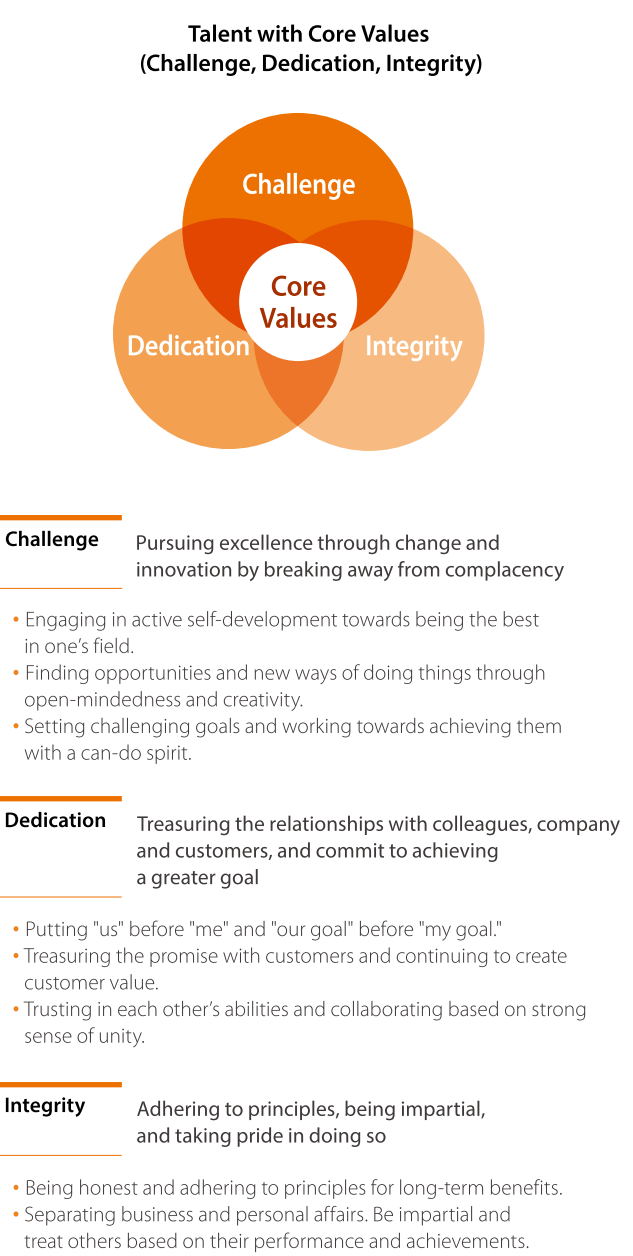 Talent with Core Values
(Challenge, Dedication, Integrity)
Challenge
Core
Values
Dedication
Integrity
Challenge
Pursuing excellence through change and
innovation by breaking away from complacency
• Engaging in active self-development towards being the best
in one’s field.
• Finding opportunities and new ways of doing things through
open-mindedness and creativity.
• Setting challenging goals and working towards achieving them
with a can-do spirit.
Dedication
Treasuring the relationships with colleagues, company
and customers, and commit to achieving
a greater goal
• Putting "us" before "me" and "our goal" before "my goal."
• Treasuring the promise with customers and continuing to create
customer value.
• Trusting in each other’s abilities and collaborating based on strong
sense of unity.
Integrity
Adhering to principles, being impartial,
and taking pride in doing so
• Being honest and adhering to principles for long-term benefits.
• Separating business and personal affairs. Be impartial and
treat others based on their performance and achievements.